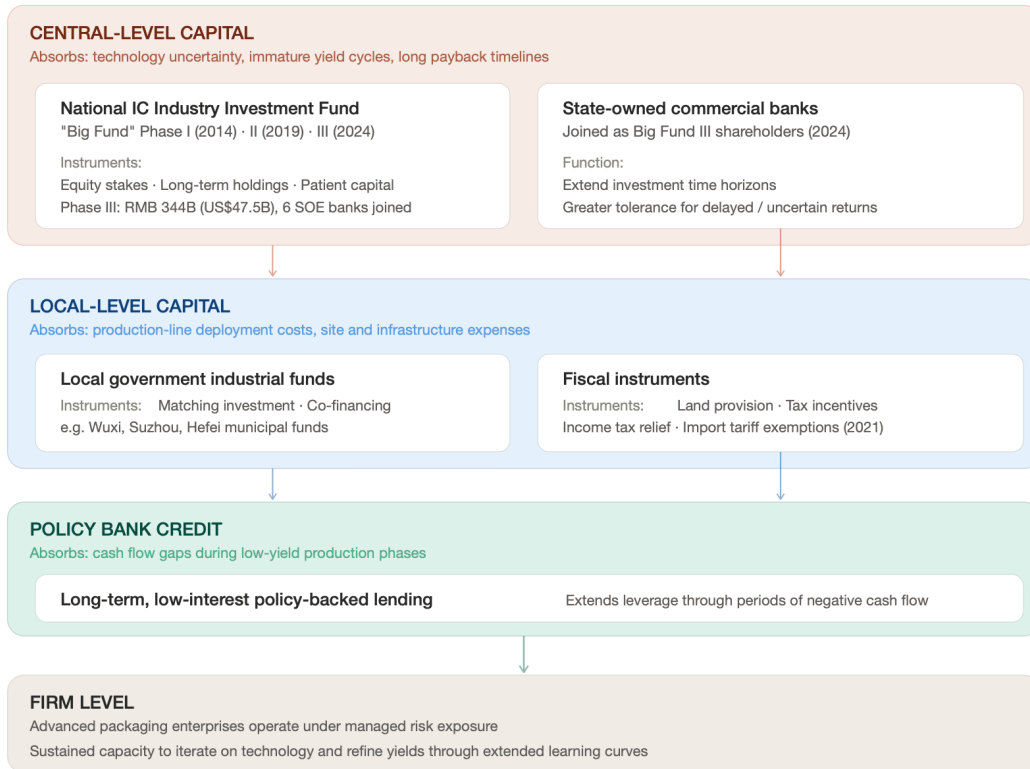 CENTRAL-LEVEL CAPITAL
Absorbs: technology uncertainty, immature yield cycles, long payback timelines
National IC Industry Investment Fund
"Big Fund" Phase I (2014) · II (2019) · III (2024)
Instruments:
Equity stakes · Long-term holdings · Patient capital
Phase III: RMB 344B (US$47.5B), 6 SOE banks joined
State-owned commercial banks
Joined as Big Fund III shareholders (2024)
Function:
Extend investment time horizons
Greater tolerance for delayed / uncertain returns
LOCAL-LEVEL CAPITAL
Absorbs: production-line deployment costs, site and infrastructure expenses
Local government industrial funds
Instruments: Matching investment · Co-financing
e.g. Wuxi, Suzhou, Hefei municipal funds
Fiscal instruments
Instruments: Land provision · Tax incentives
Income tax relief · Import tariff exemptions (2021)
POLICY BANK CREDIT
Absorbs: cash flow gaps during low-yield production phases
Long-term, low-interest policy-backed lending
Extends leverage through periods of negative cash flow
FIRM LEVEL
Advanced packaging enterprises operate under managed risk exposure
Sustained capacity to iterate on technology and refine yields through extended learning curves